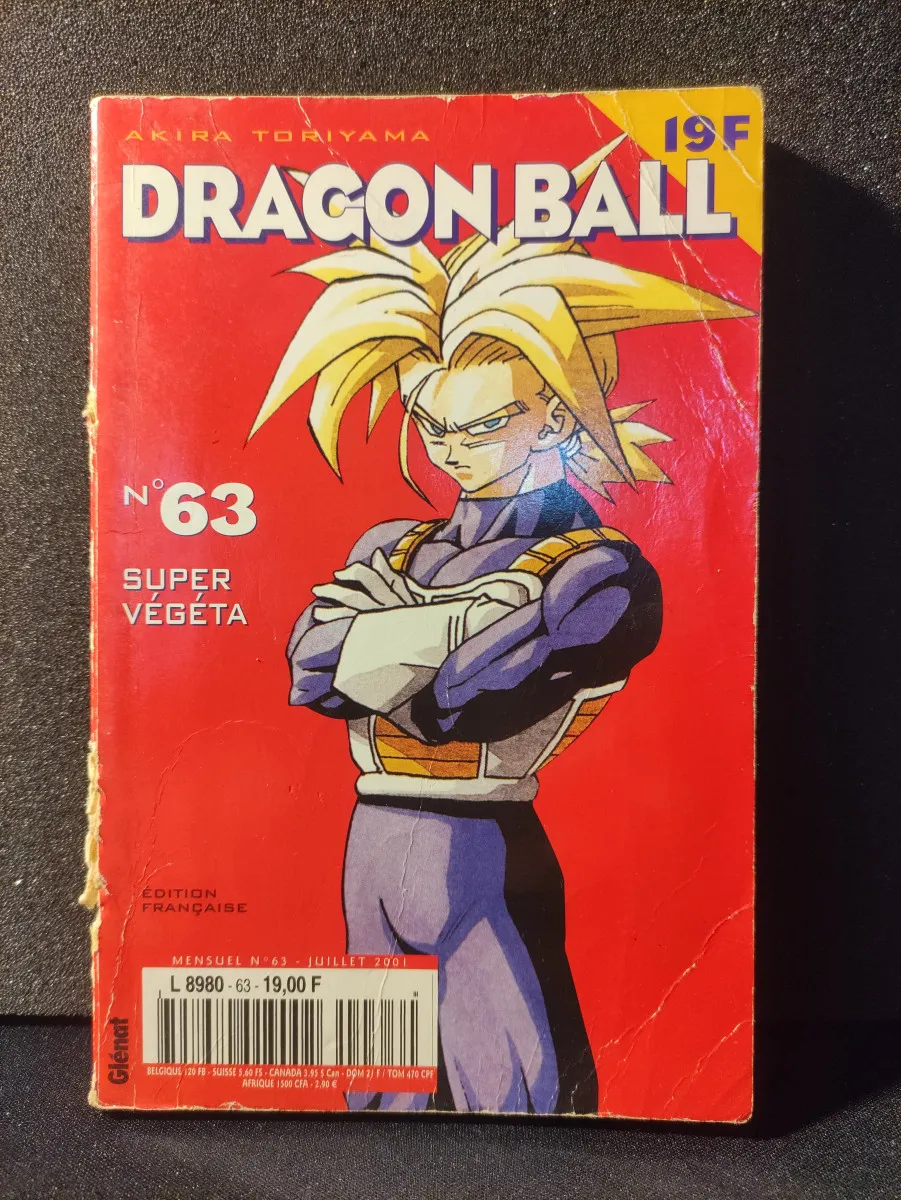 AKIRA TORIYAMA
19F
DRAGON BALL
N°63
SUPER
VÉGÉTA
ÉDITION
FRANÇAISE
MENSUEL N°63 - JUILLET 2001
L 8980 - 63 - 19,00 F
Glénat
BELGIQUE 120 FB - SUISSE 5.60 FS - CANADA 3.95 $ Can - DOM 21 F / TOM 470 CPF
AFRIQUE 1500 CFA - 2.90 €